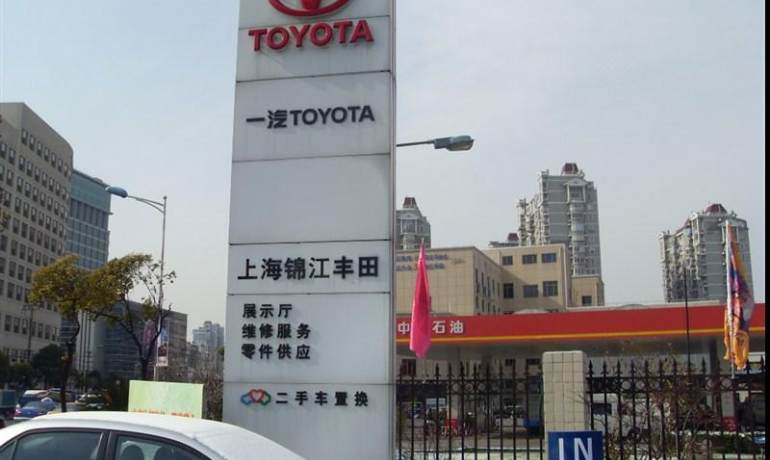 TOYOTA
一汽TOYOTA
上海锦江丰田
展示厅
维修服务
零件供应
二手车置换
中 石油
IN